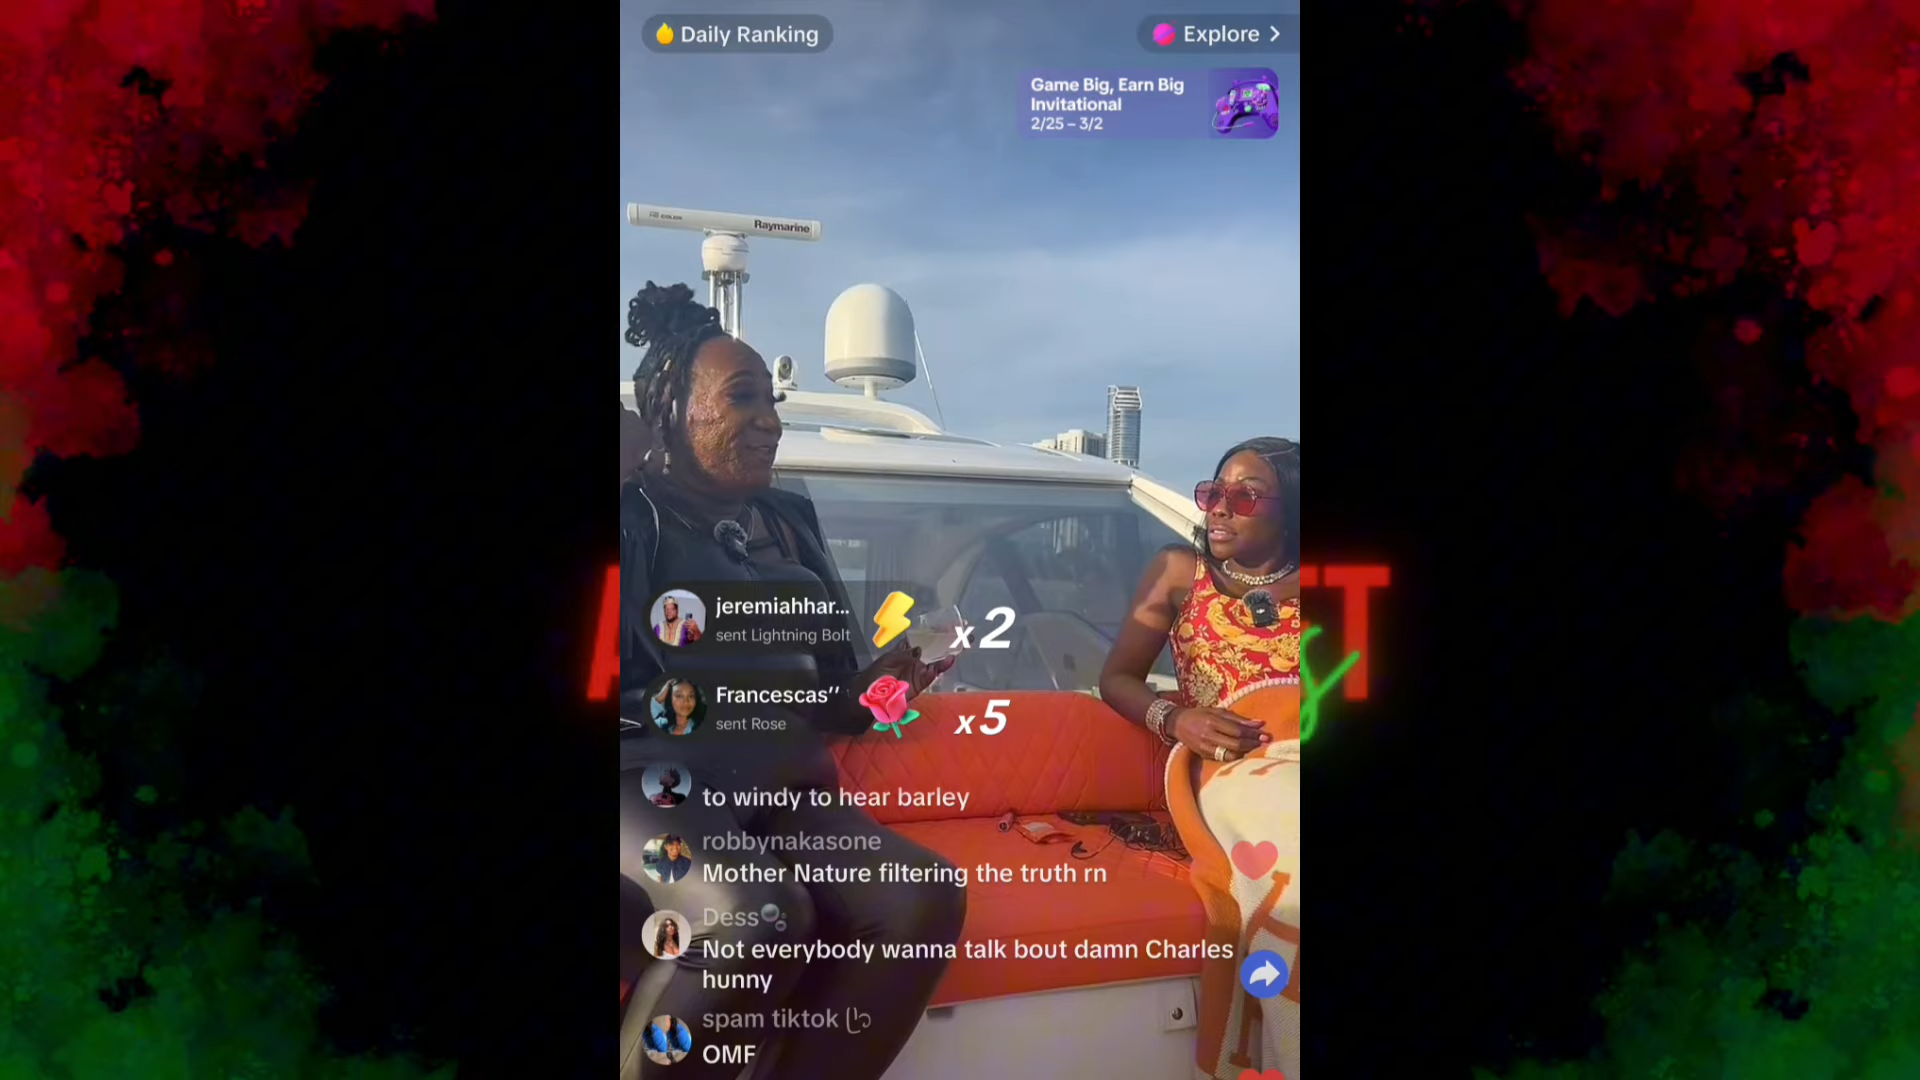 Daily Ranking
Explore
Game Big, Earn Big
Invitational
2/25 – 3/2
COLOR
Raymarine
jeremiahhar...
sent Lightning Bolt
x2
Francescas’’
sent Rose
x5
to windy to hear barley
robbynakasone
Mother Nature filtering the truth rn
Dess
Not everybody wanna talk bout damn Charles
hunny
spam tiktok
OMF